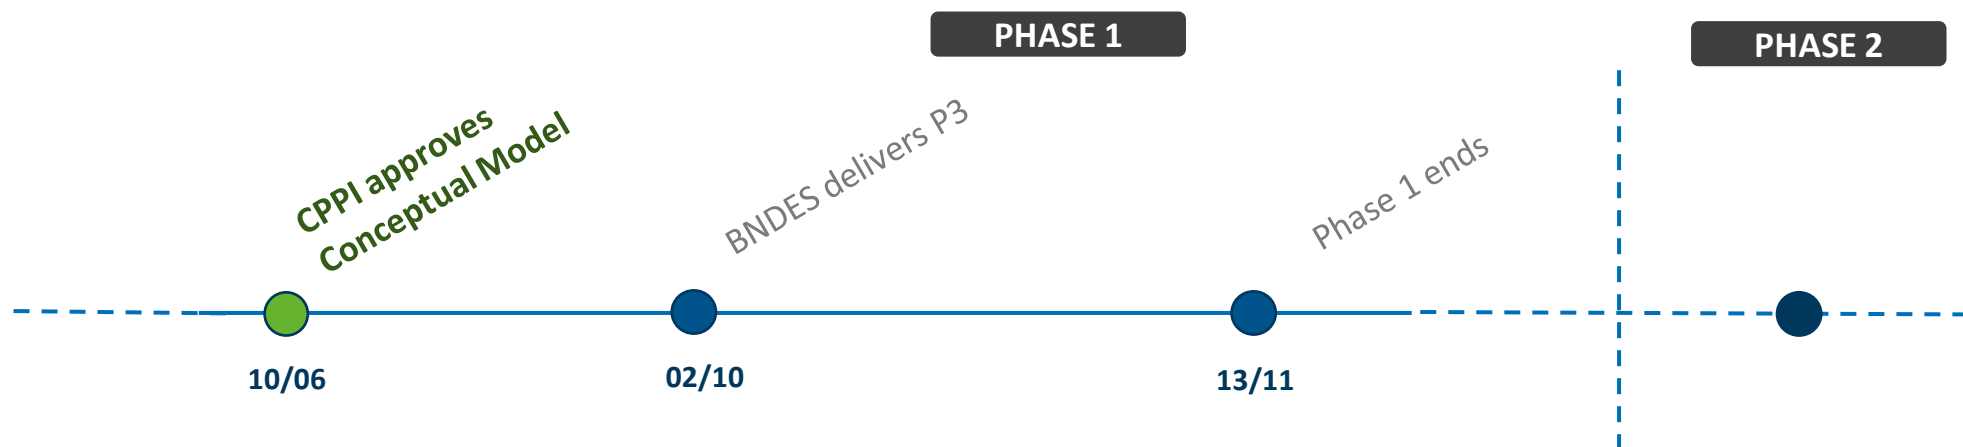 PHASE 1
PHASE 2
CPPI approves
Conceptual Model
BNDES delivers P3
Phase 1 ends
10/06
02/10
13/11